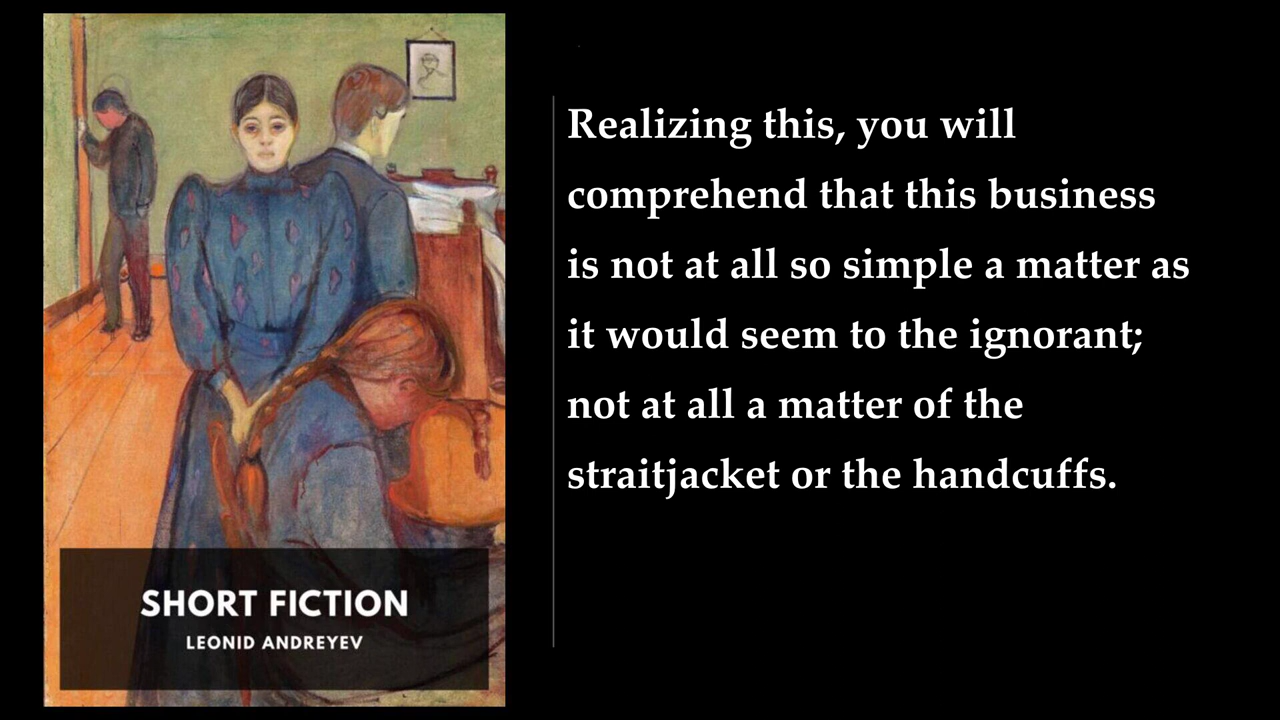 SHORT FICTION
LEONID ANDREYEV
Realizing this, you will
comprehend that this business
is not at all so simple a matter as
it would seem to the ignorant;
not at all a matter of the
straitjacket or the handcuffs.